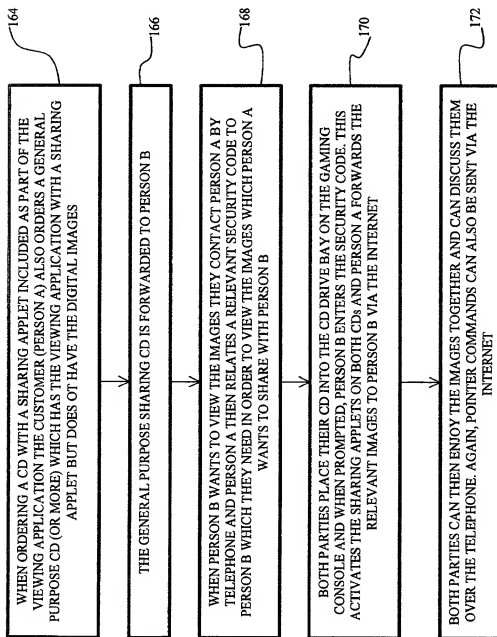 WHEN ORDERING A CD WITH A SHARING APPLET INCLUDED AS PART OF THE
VIEWING APPLICATION THE CUSTOMER (PERSON A) ALSO ORDERS A GENERAL
PURPOSE CD (OR MORE) WHICH HAS THE VIEWING APPLICATION WITH A SHARING
APPLET BUT DOES OT HAVE THE DIGITAL IMAGES
164
THE GENERAL PURPOSE SHARING CD IS FORWARDED TO PERSON B
166
WHEN PERSON B WANTS TO VIEW THE IMAGES THEY CONTACT PERSON A BY
TELEPHONE AND PERSON A THEN RELATES A RELEVANT SECURITY CODE TO
PERSON B WHICH THEY NEED IN ORDER TO VIEW THE IMAGES WHICH PERSON A
WANTS TO SHARE WITH PERSON B
168
BOTH PARTIES PLACE THEIR CD INTO THE CD DRIVE BAY ON THE GAMING
CONSOLE AND WHEN PROMPTED, PERSON B ENTERS THE SECURITY CODE. THIS
ACTIVATES THE SHARING APPLETS ON BOTH CDs AND PERSON A FORWARDS THE
RELEVANT IMAGES TO PERSON B VIA THE INTERNET
170
BOTH PARTIES CAN THEN ENJOY THE IMAGES TOGETHER AND CAN DISCUSS THEM
OVER THE TELEPHONE. AGAIN, POINTER COMMANDS CAN ALSO BE SENT VIA THE
INTERNET
172